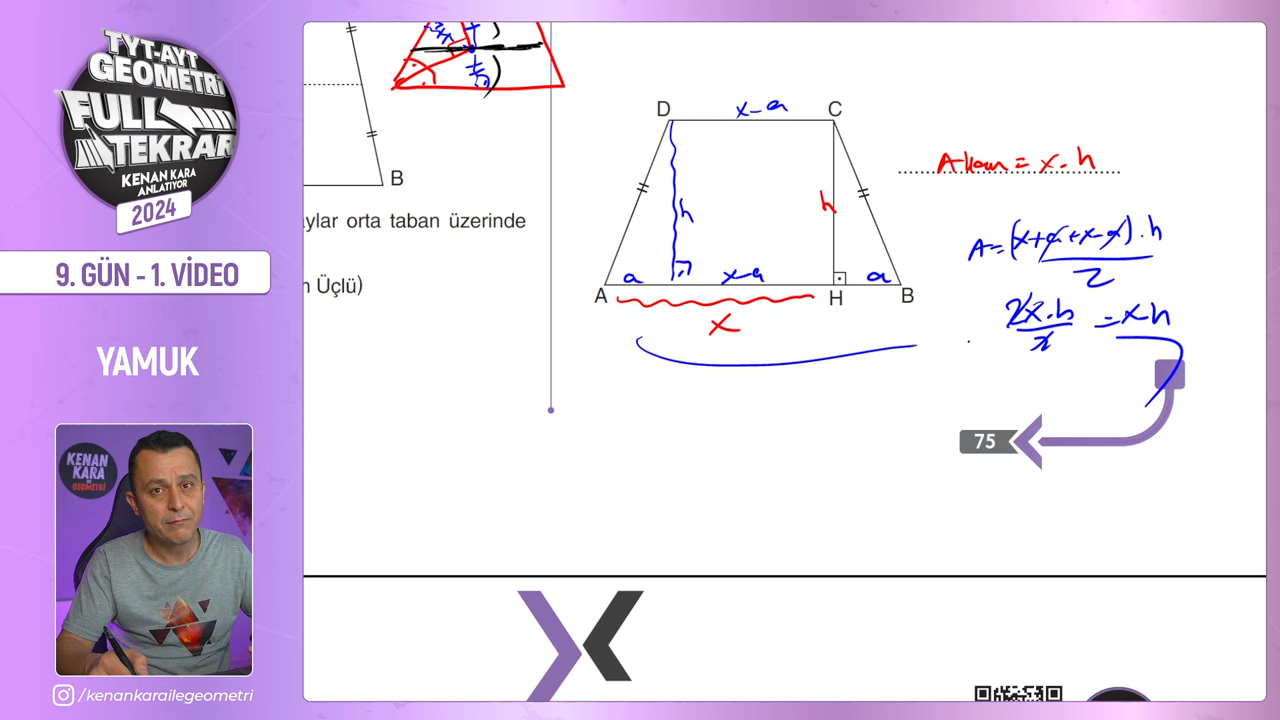 TYT-AYT
GEOMETRİ
FULL
TEKRAR
KENAN KARA
ANLATIYOR
2024
9. GÜN - 1. VİDEO
YAMUK
KENAN
KARA
GEOMETRİ
/kenankarailegeometri
B
aylar orta taban üzerinde
n Üçlü)
D
x-a
C
h
h
a
x-a
a
A
H
B
x
Alan = x.h
A = (x+a+x-a).h
2
2x.h
2
= x.h
75